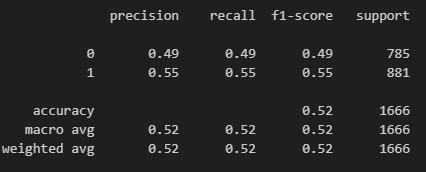 precision recall f1-score support
0 0.49 0.49 0.49 785
1 0.55 0.55 0.55 881
accuracy 0.52 1666
macro avg 0.52 0.52 0.52 1666
weighted avg 0.52 0.52 0.52 1666